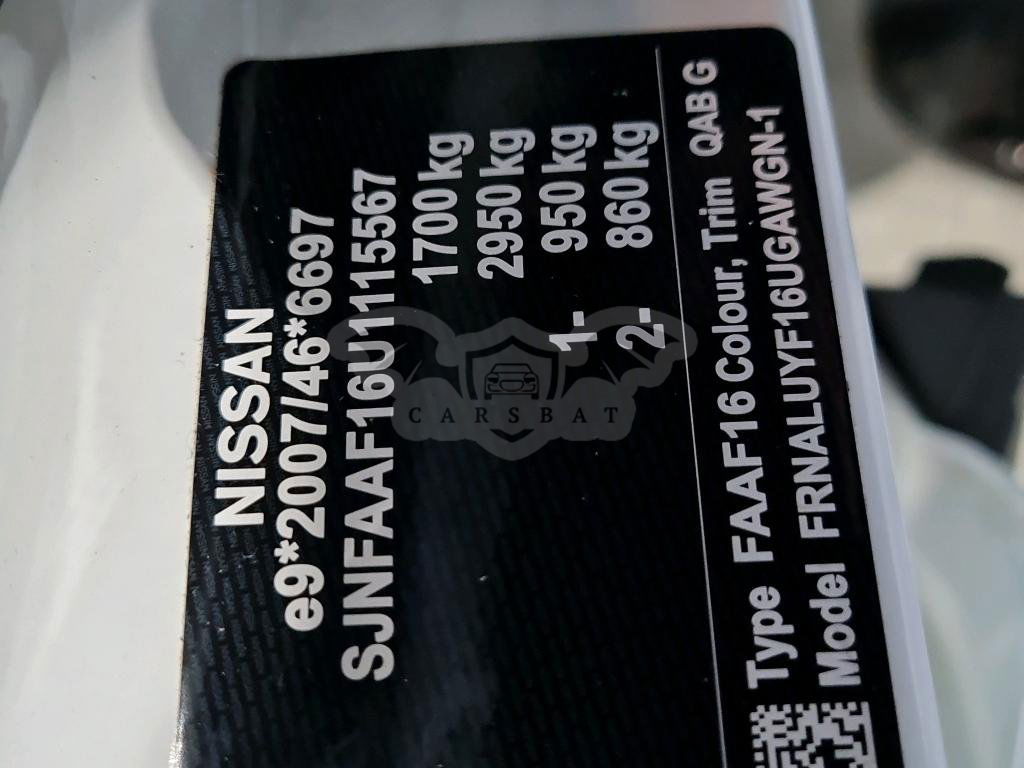 NISSAN
e9*2007/46*6697
SJNFAAF16U1115567
1700 kg
2950 kg
1- 950 kg
2- 860 kg
Type FAAF16 Colour, Trim QAB G
Model FRNALUYF16UGAWGN-1
CARSBAT